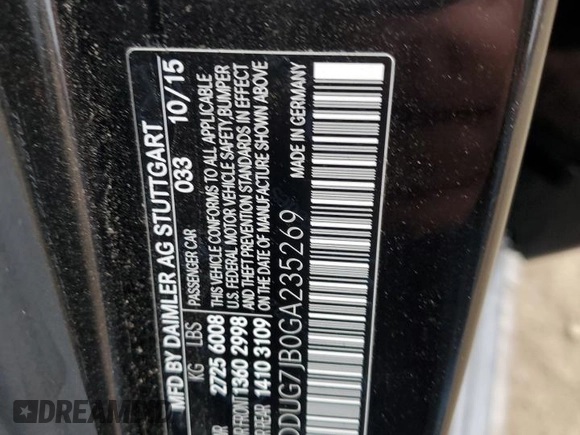 MFD BY DAIMLER AG STUTTGART
033 10/15
KG LBS PASSENGER CAR
2725 6008
FRONT 1360 2998
REAR 1410 3109
THIS VEHICLE CONFORMS TO ALL APPLICABLE
U.S. FEDERAL MOTOR VEHICLE SAFETY, BUMPER
AND THEFT PREVENTION STANDARDS IN EFFECT
ON THE DATE OF MANUFACTURE SHOWN ABOVE
DDUG7JB0GA235269
MADE IN GERMANY
DREAM